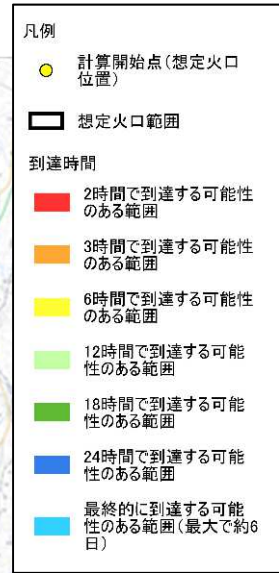 凡例
計算開始点(想定火口
位置)
想定火口範囲
到達時間
2時間で到達する可能性
のある範囲
3時間で到達する可能性
のある範囲
6時間で到達する可能性
のある範囲
12時間で到達する可能
性のある範囲
18時間で到達する可能
性のある範囲
24時間で到達する可能
性のある範囲
最終的に到達する可能
性のある範囲(最大で約6
日)